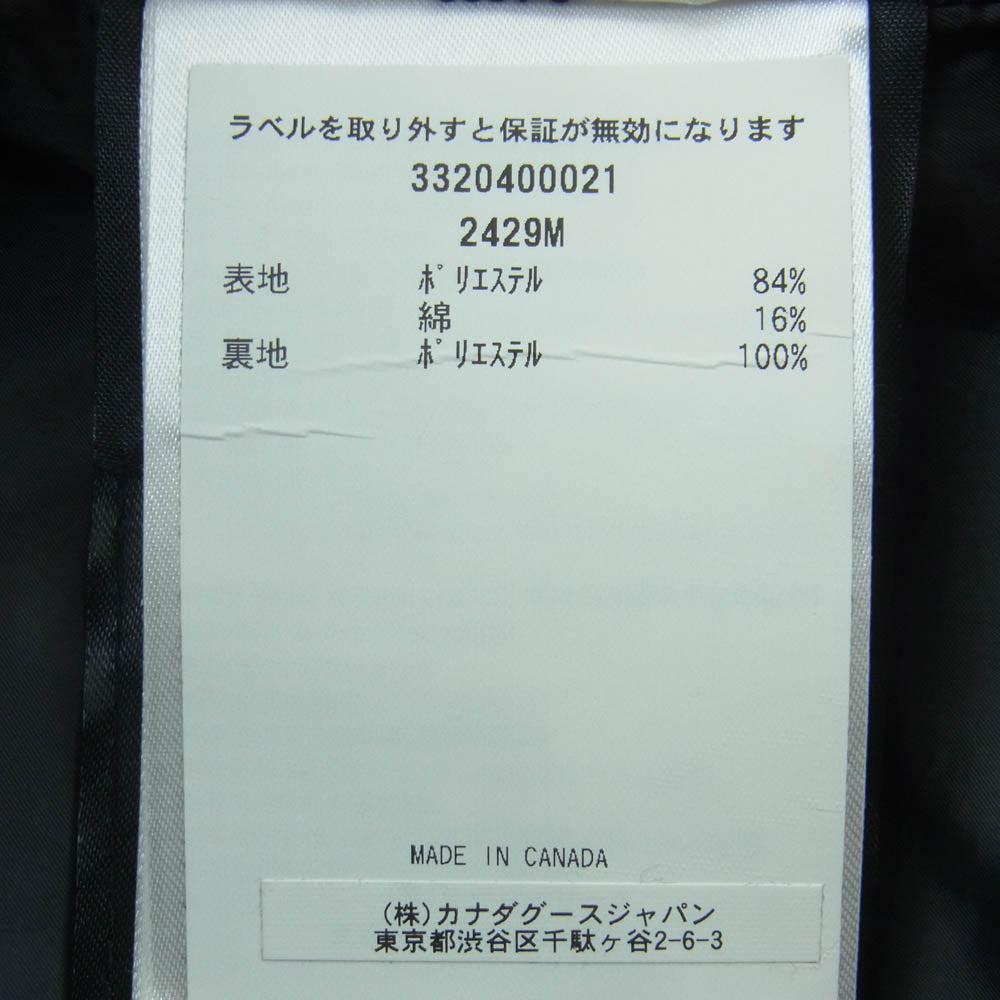 ラベルを取り外すと保証が無効になります
3320400021
2429M
表地 ポリエステル 84%
綿 16%
裏地 ポリエステル 100%
MADE IN CANADA
(株)カナダグースジャパン
東京都渋谷区千駄ヶ谷2-6-3